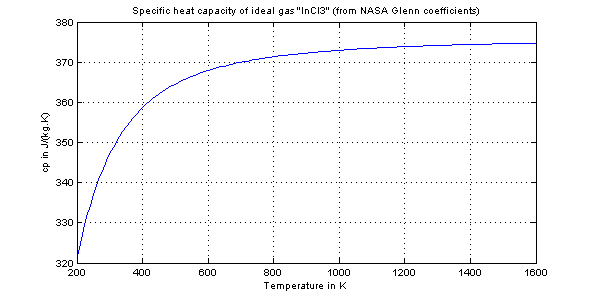 Specific heat capacity of ideal gas "InCl3" (from NASA Glenn coefficients)
380
370
360
350
340
330
320
cp in J/(kg.K)
200 400 600 800 1000 1200 1400 1600
Temperature in K